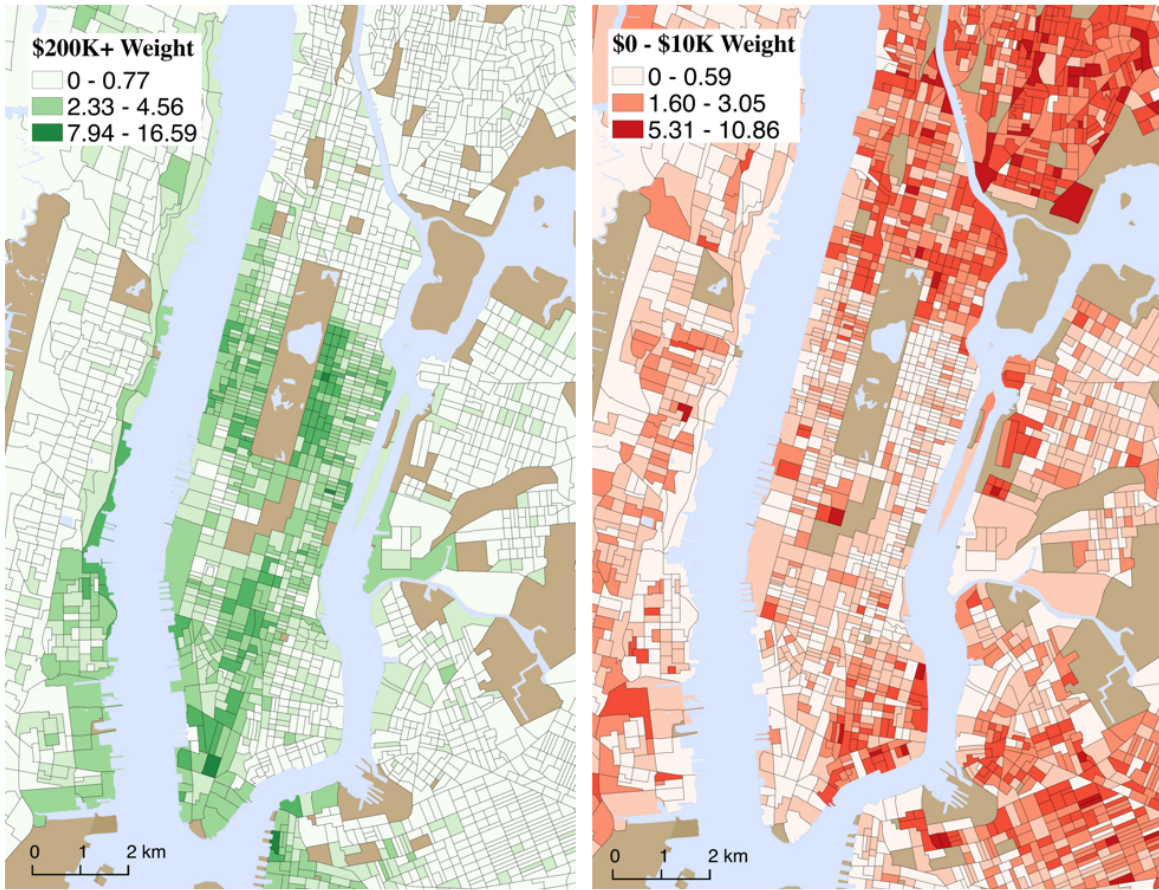 $200K+ Weight
0 - 0.77
2.33 - 4.56
7.94 - 16.59
0 1 2 km
$0 - $10K Weight
0 - 0.59
1.60 - 3.05
5.31 - 10.86
0 1 2 km